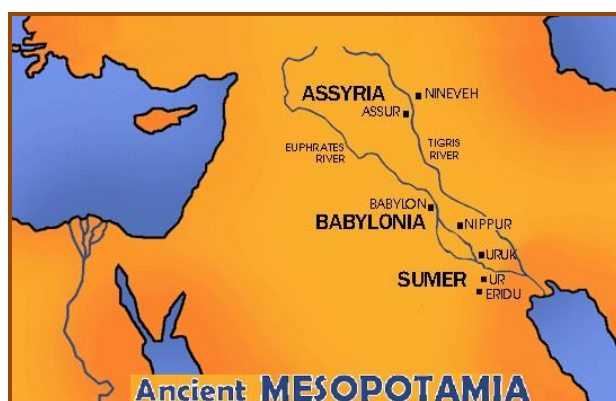 ASSYRIA
NINEVEH
ASSUR
EUPHRATES
RIVER
TIGRIS
RIVER
BABYLON
BABYLONIA
NIPPUR
URUK
SUMER
UR
ERIDU
Ancient MESOPOTAMIA